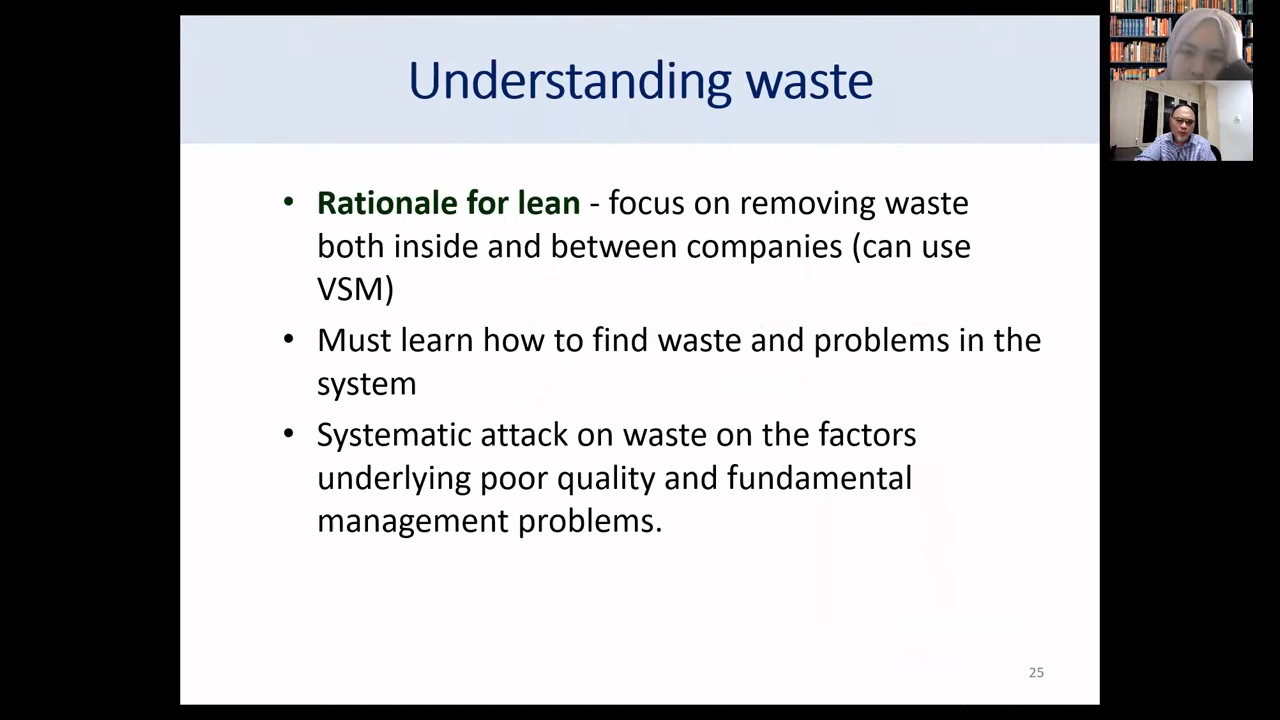 Understanding waste
• Rationale for lean - focus on removing waste
both inside and between companies (can use
VSM)
• Must learn how to find waste and problems in the
system
• Systematic attack on waste on the factors
underlying poor quality and fundamental
management problems.
25